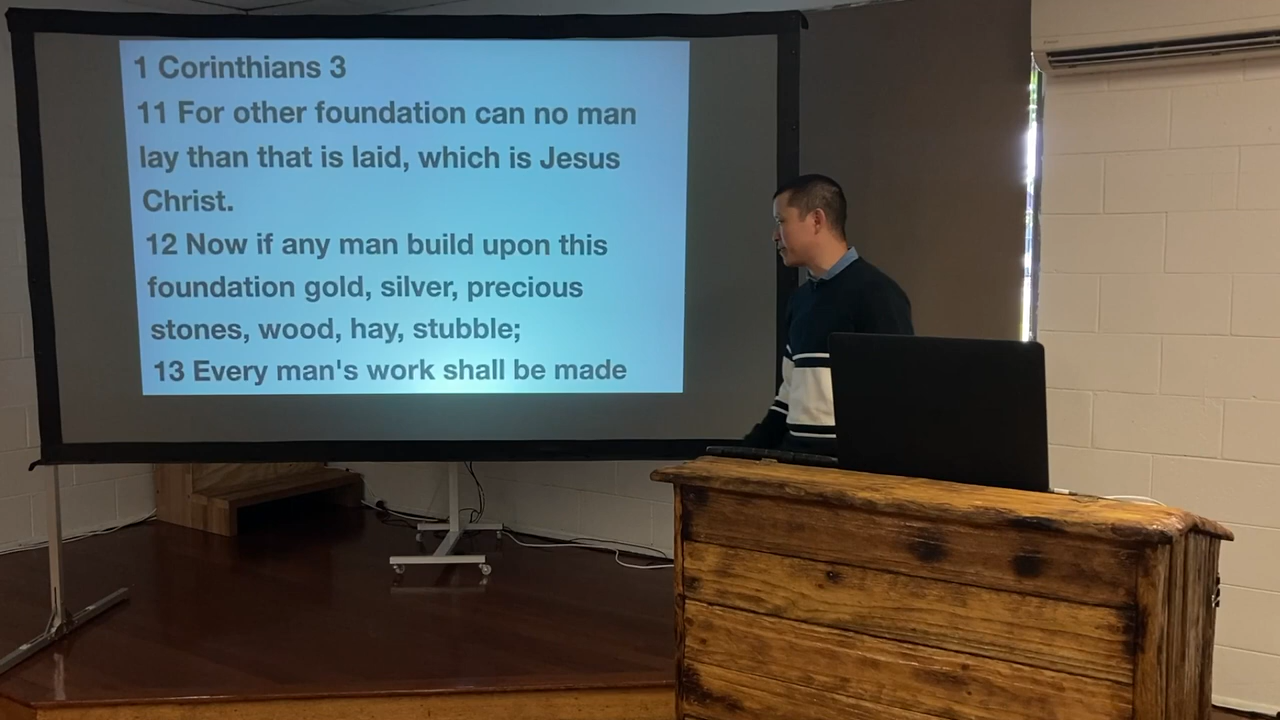 1 Corinthians 3
11 For other foundation can no man
lay than that is laid, which is Jesus
Christ.
12 Now if any man build upon this
foundation gold, silver, precious
stones, wood, hay, stubble;
13 Every man's work shall be made